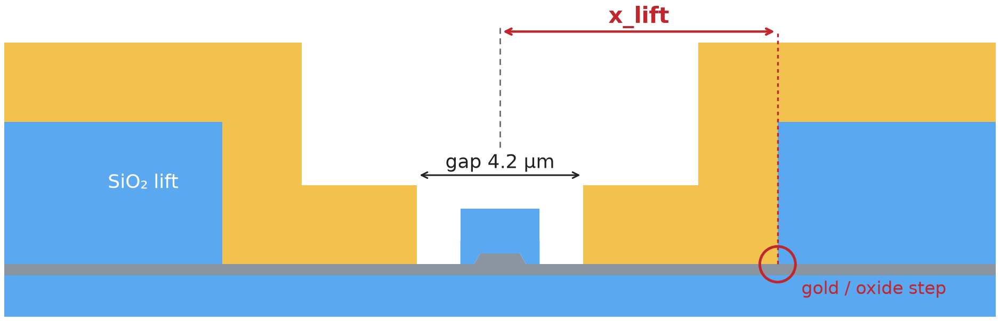 x_lift
gap 4.2 µm
SiO₂ lift
gold / oxide step